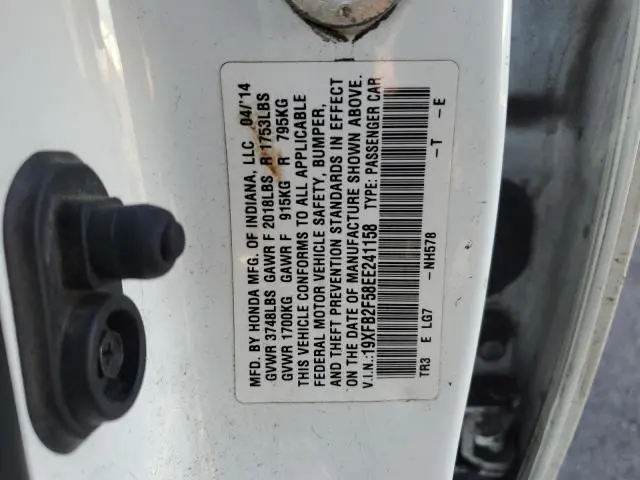 MFD. BY HONDA MFG. OF INDIANA, LLC 04/'14
GVWR 3748LBS GAWR F 2018LBS R 1753LBS
GVWR 1700KG GAWR F 915KG R 795KG
THIS VEHICLE CONFORMS TO ALL APPLICABLE
FEDERAL MOTOR VEHICLE SAFETY, BUMPER,
AND THEFT PREVENTION STANDARDS IN EFFECT
ON THE DATE OF MANUFACTURE SHOWN ABOVE.
V.I.N.:19XFB2F58EE241158 TYPE: PASSENGER CAR
TR3 E LG7 -NH578 -T -E